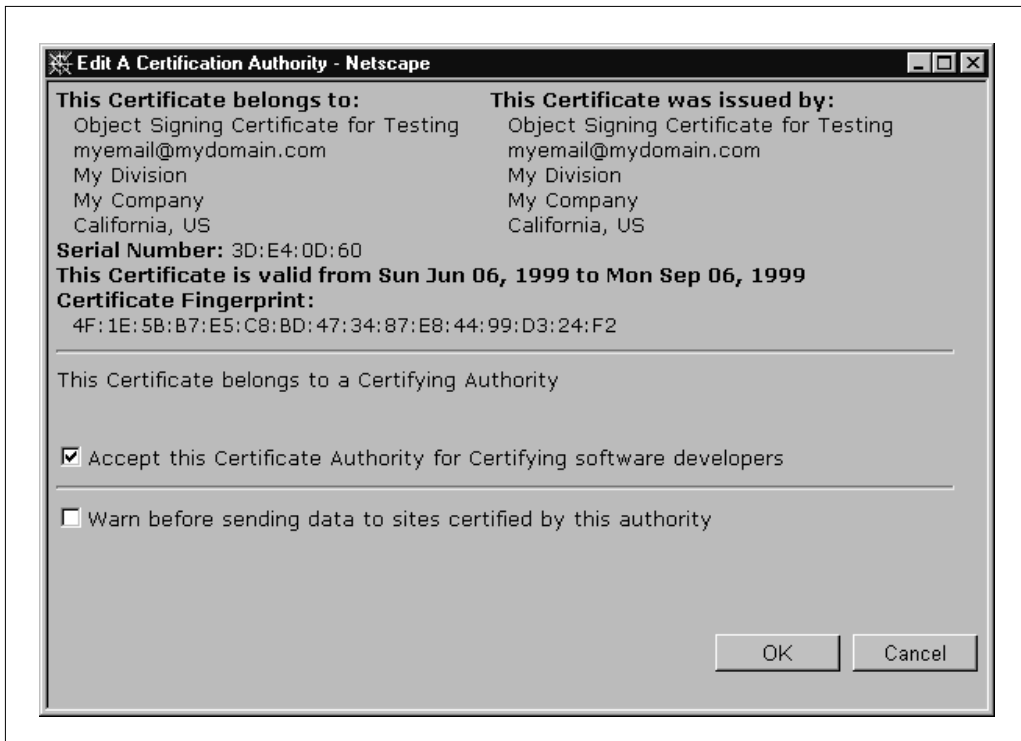 Edit A Certification Authority - Netscape
This Certificate belongs to:
Object Signing Certificate for Testing
myemail@mydomain.com
My Division
My Company
California, US
This Certificate was issued by:
Object Signing Certificate for Testing
myemail@mydomain.com
My Division
My Company
California, US
Serial Number: 3D:E4:0D:60
This Certificate is valid from Sun Jun 06, 1999 to Mon Sep 06, 1999
Certificate Fingerprint:
4F:1E:5B:B7:E5:C8:BD:47:34:87:E8:44:99:D3:24:F2
This Certificate belongs to a Certifying Authority
Accept this Certificate Authority for Certifying software developers
Warn before sending data to sites certified by this authority
OK
Cancel